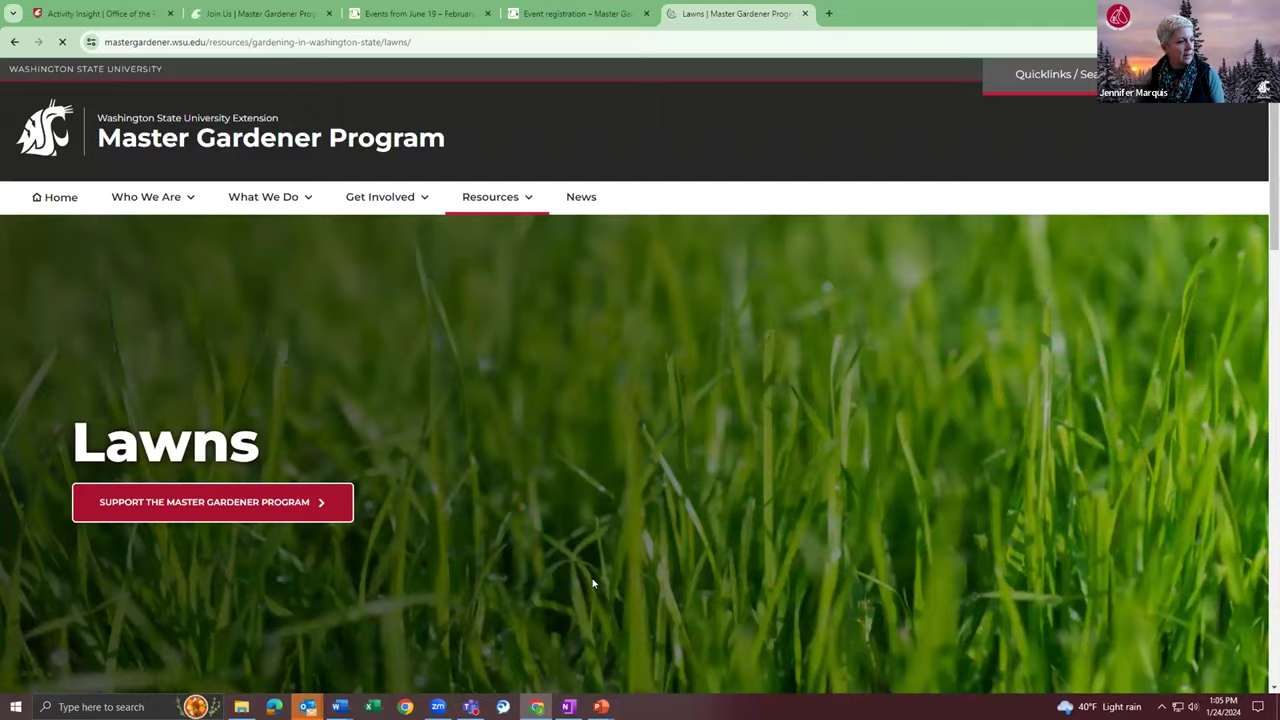 Activity Insight | Office of the P
Join Us | Master Gardener Prog
Events from June 19 – February
Event registration – Master Ga
Lawns | Master Gardener Prog
mastergardener.wsu.edu/resources/gardening-in-washington-state/lawns/
WASHINGTON STATE UNIVERSITY
Quicklinks / Sea
Jennifer Marquis
Washington State University Extension
Master Gardener Program
Home
Who We Are
What We Do
Get Involved
Resources
News
Lawns
SUPPORT THE MASTER GARDENER PROGRAM
Type here to search
40°F Light rain
1:05 PM
1/24/2024